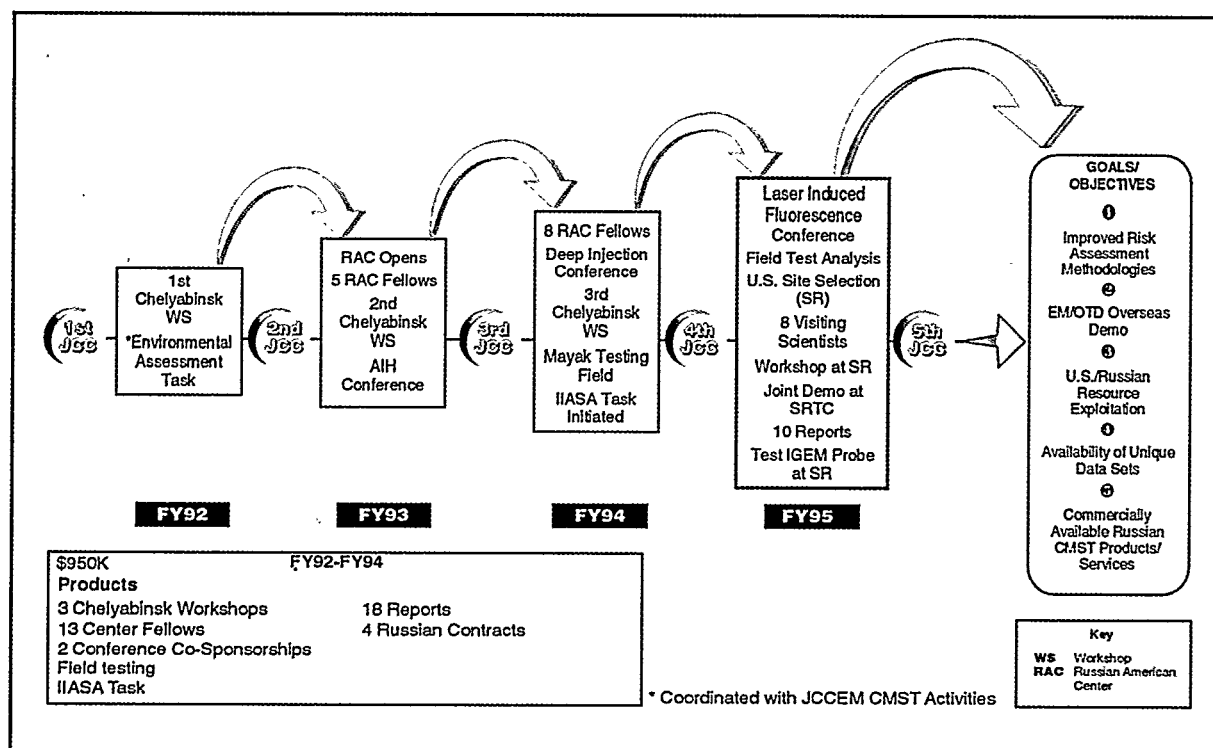 1st
JCC
1st
Chelyabinsk
WS
*Environmental
Assessment
Task
2nd
JCC
RAC Opens
5 RAC Fellows
2nd
Chelyabinsk
WS
AIH
Conference
3rd
JCC
8 RAC Fellows
Deep Injection
Conference
3rd
Chelyabinsk
WS
Mayak Testing
Field
IIASA Task
Initiated
4th
JCC
Laser Induced
Fluorescence
Conference
Field Test Analysis
U.S. Site Selection
(SR)
8 Visiting
Scientists
Workshop at SR
Joint Demo at
SRTC
10 Reports
Test IGEM Probe
at SR
5th
JCC
GOALS/
OBJECTIVES
1
Improved Risk
Assessment
Methodologies
2
EM/OTD Overseas
Demo
3
U.S./Russian
Resource
Exploitation
4
Availability of Unique
Data Sets
Commercially
Available Russian
CMST Products/
Services
FY92
FY93
FY94
FY95
$950K FY92-FY94
Products
3 Chelyabinsk Workshops 18 Reports
13 Center Fellows 4 Russian Contracts
2 Conference Co-Sponsorships
Field testing
IIASA Task
* Coordinated with JCCEM CMST Activities
Key
WS Workshop
RAC Russian American
Center